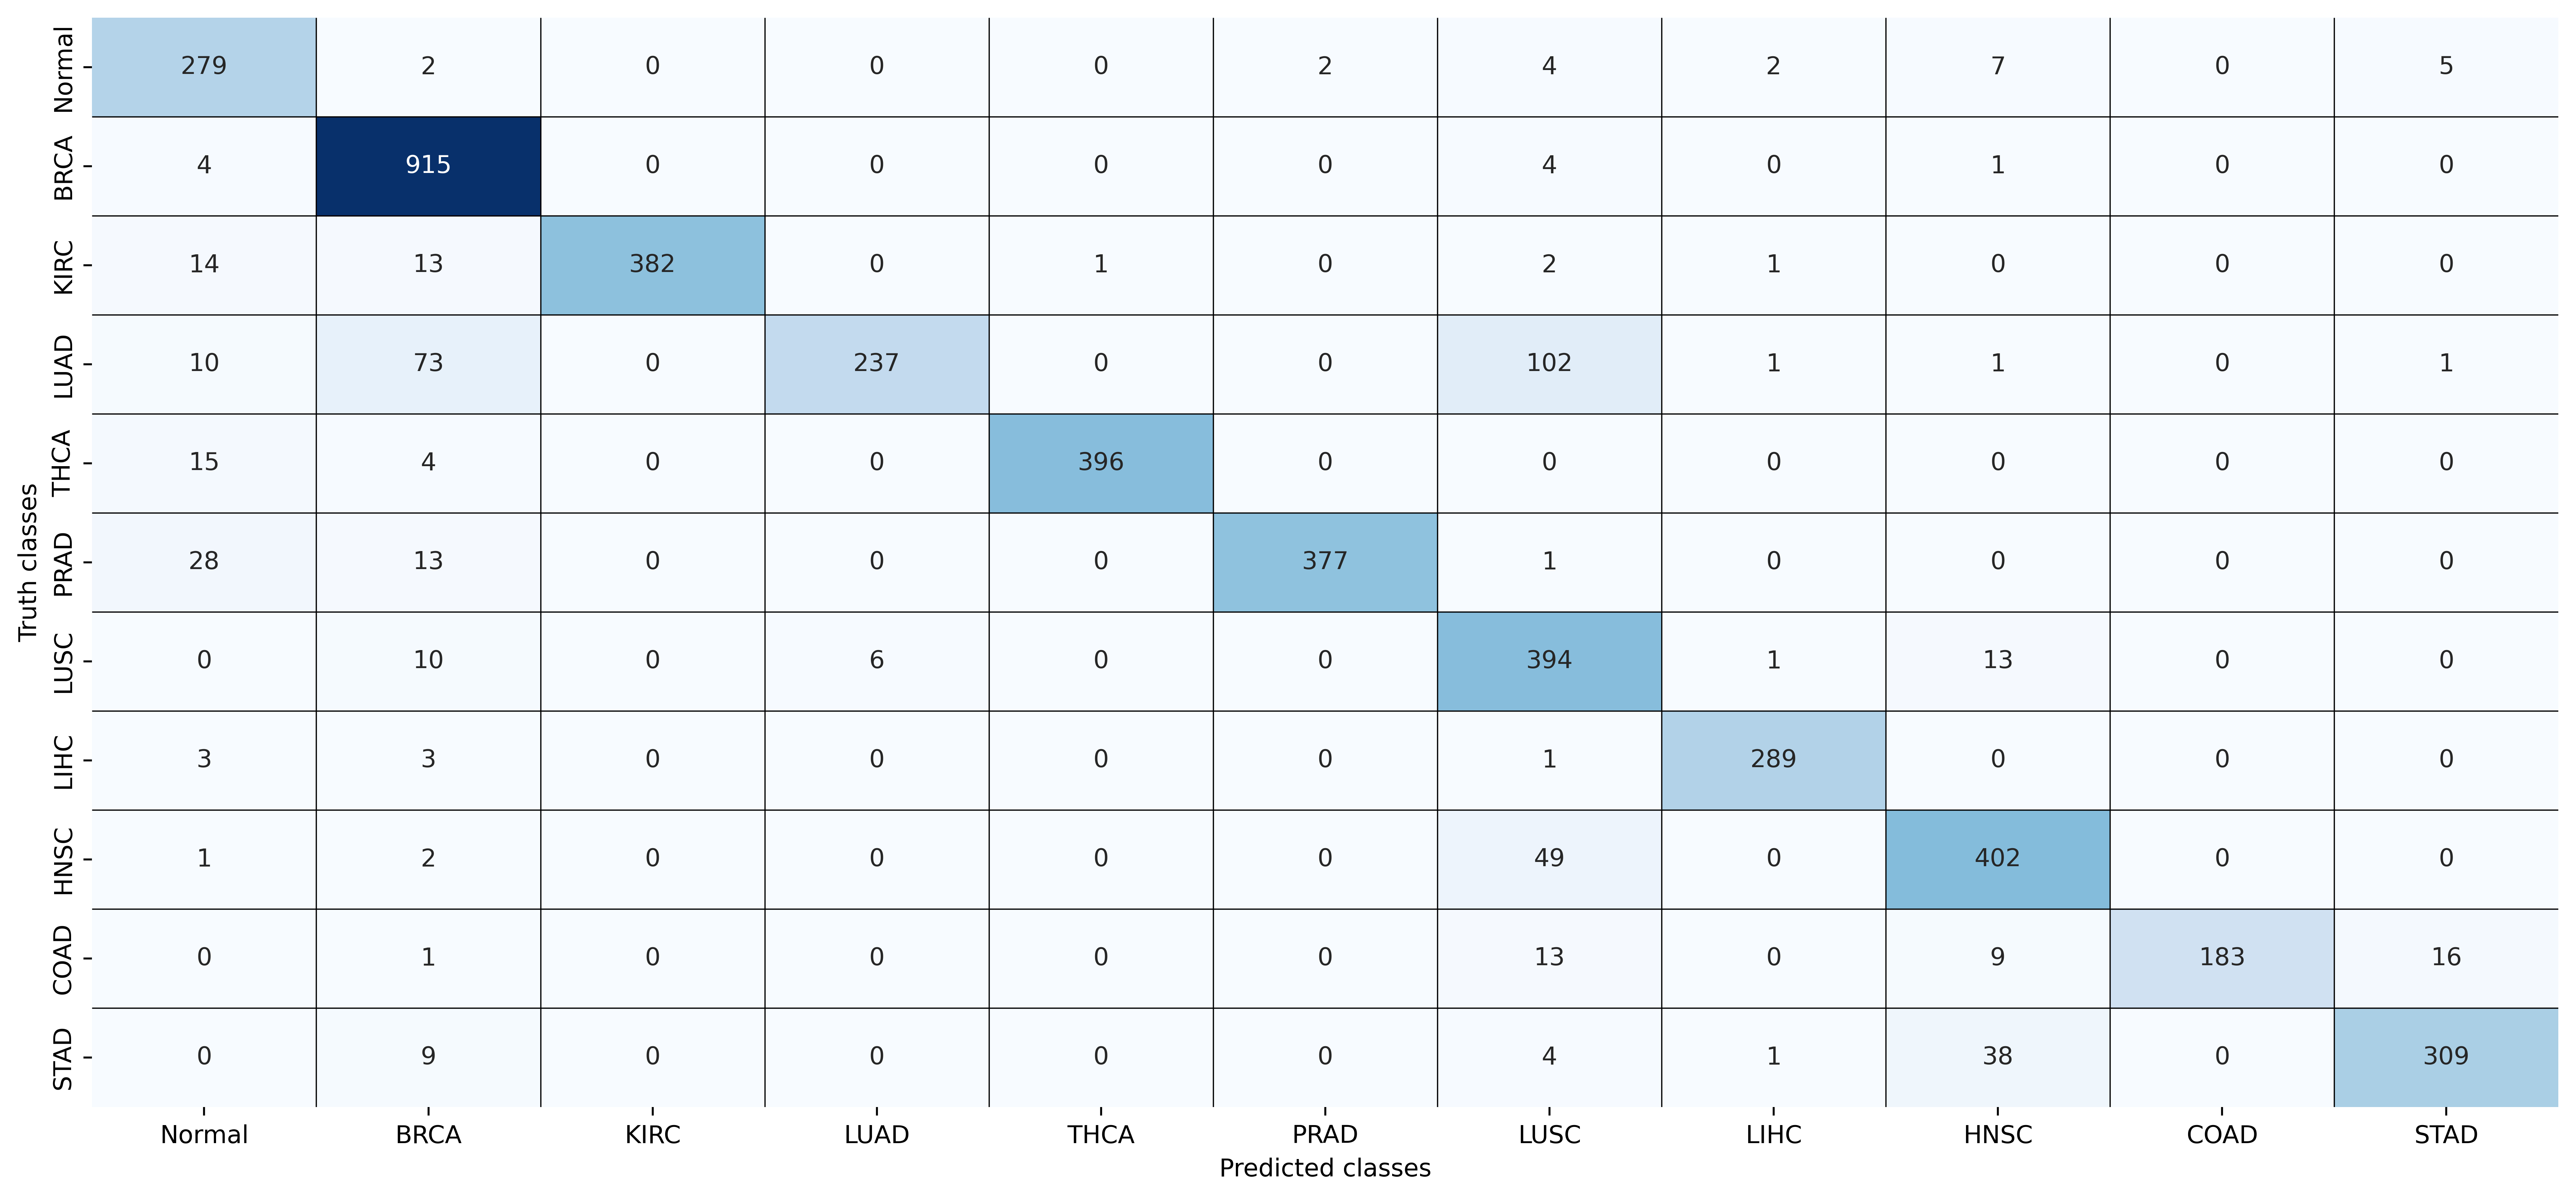 Truth classes
Normal 279 2 0 0 0 2 4 2 7 0 5
BRCA 4 915 0 0 0 0 4 0 1 0 0
KIRC 14 13 382 0 1 0 2 1 0 0 0
LUAD 10 73 0 237 0 0 102 1 1 0 1
THCA 15 4 0 0 396 0 0 0 0 0 0
PRAD 28 13 0 0 0 377 1 0 0 0 0
LUSC 0 10 0 6 0 0 394 1 13 0 0
LIHC 3 3 0 0 0 0 1 289 0 0 0
HNSC 1 2 0 0 0 0 49 0 402 0 0
COAD 0 1 0 0 0 0 13 0 9 183 16
STAD 0 9 0 0 0 0 4 1 38 0 309
Normal BRCA KIRC LUAD THCA PRAD LUSC LIHC HNSC COAD STAD
Predicted classes